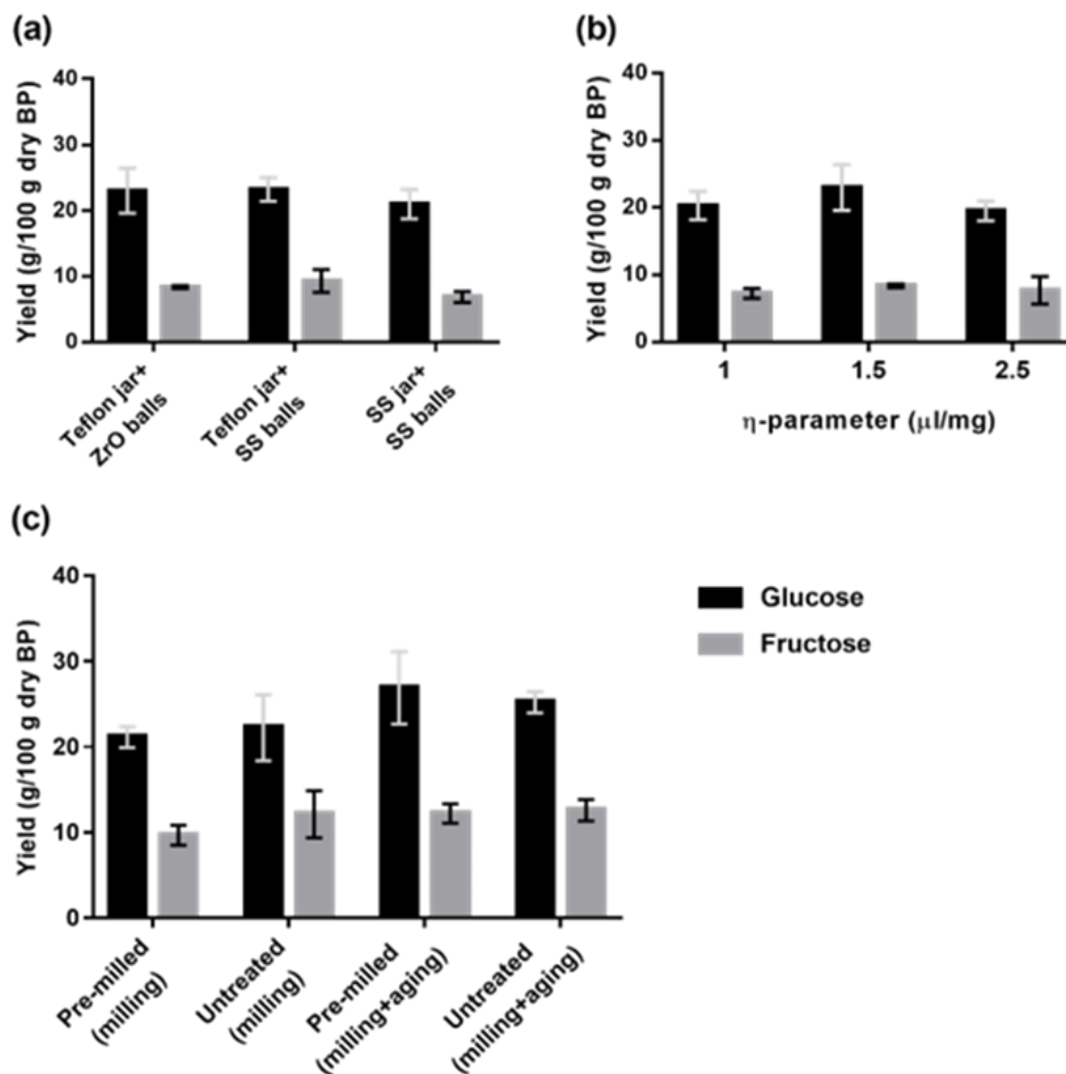 (a)
Yield (g/100 g dry BP)
40
30
20
10
0
Teflon jar+
ZrO balls
Teflon jar+
SS balls
SS jar+
SS balls
(b)
Yield (g/100 g dry BP)
40
30
20
10
0
1
1.5
2.5
η-parameter (μl/mg)
(c)
Yield (g/100 g dry BP)
40
30
20
10
0
Pre-milled
(milling)
Untreated
(milling)
Pre-milled
(milling+aging)
Untreated
(milling+aging)
Glucose
Fructose